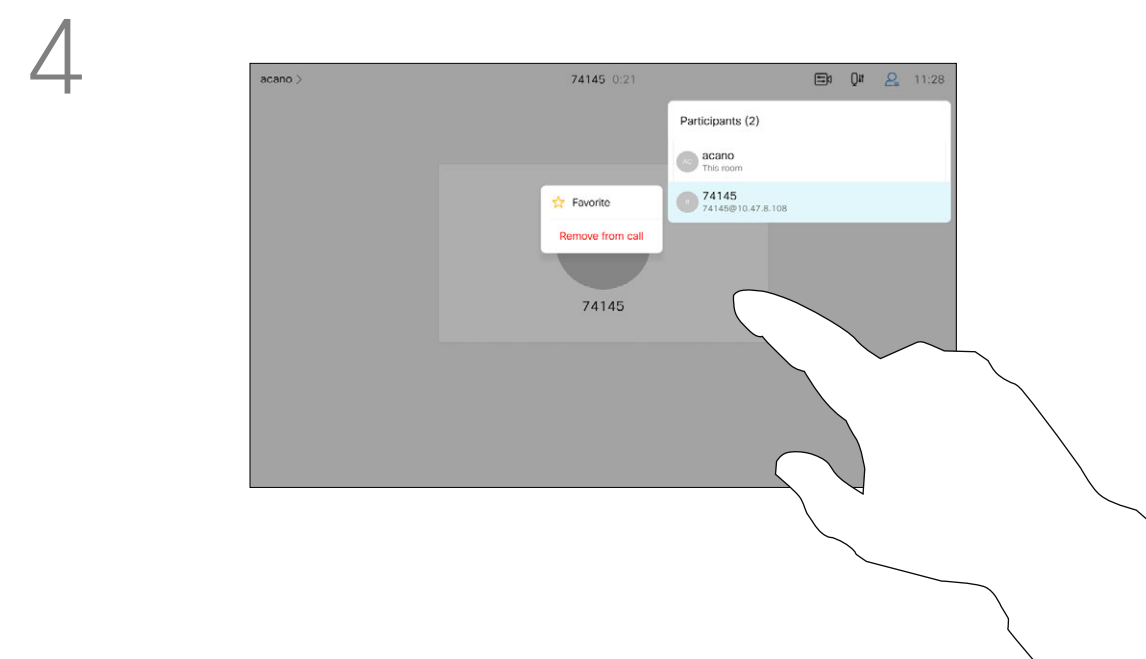 4
acano >
74145 0:21
11:28
Participants (2)
acano
This room
74145
74145@10.47.8.108
Favorite
Remove from call
74145